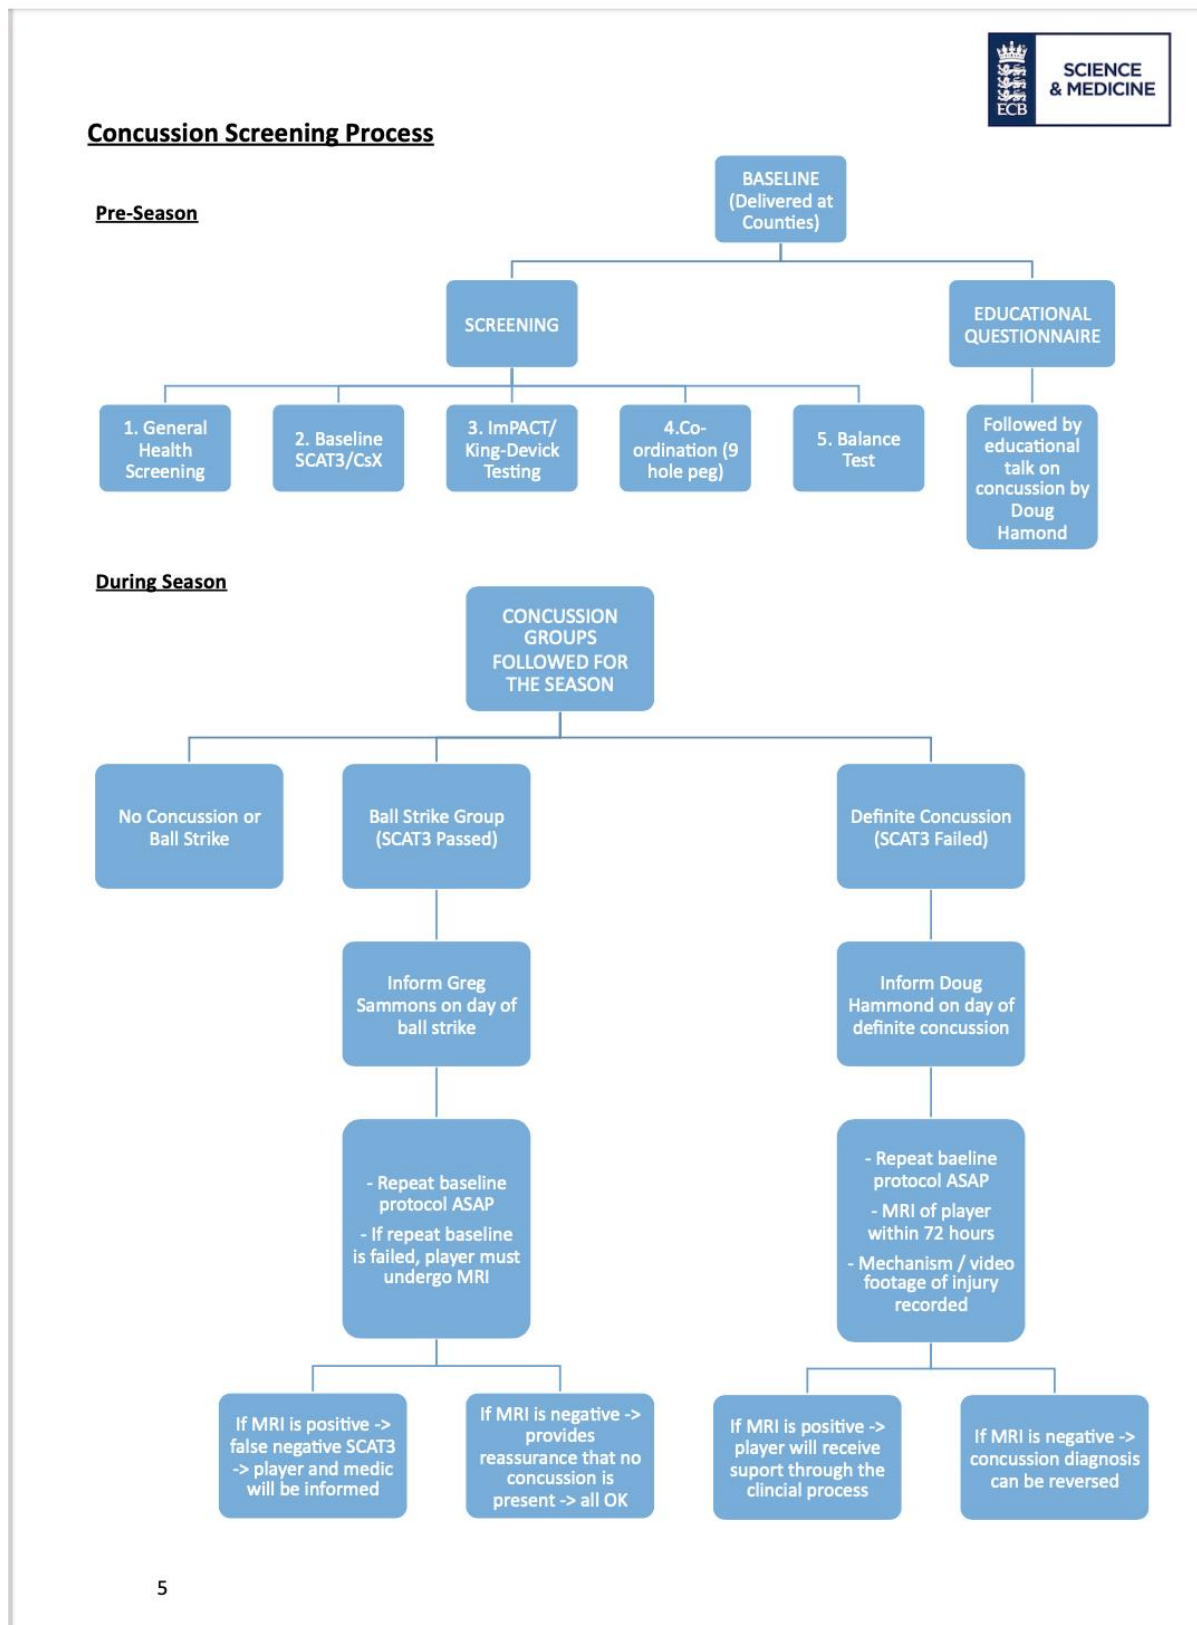 SCIENCE
& MEDICINE
ECB
Concussion Screening Process
Pre-Season
BASELINE
(Delivered at
Counties)
SCREENING
EDUCATIONAL
QUESTIONNAIRE
1. General
Health
Screening
2. Baseline
SCAT3/CsX
3. ImPACT/
King-Devick
Testing
4.Co-
ordination (9
hole peg)
5. Balance
Test
Followed by
educational
talk on
concussion by
Doug
Hamond
During Season
CONCUSSION
GROUPS
FOLLOWED FOR
THE SEASON
No Concussion or
Ball Strike
Ball Strike Group
(SCAT3 Passed)
Definite Concussion
(SCAT3 Failed)
Inform Greg
Sammons on day of
ball strike
Inform Doug
Hammond on day of
definite concussion
- Repeat baseline
protocol ASAP
- If repeat baseline
is failed, player must
undergo MRI
- Repeat baeline
protocol ASAP
- MRI of player
within 72 hours
- Mechanism / video
footage of injury
recorded
If MRI is positive ->
false negative SCAT3
-> player and medic
will be informed
If MRI is negative ->
provides
reassurance that no
concussion is
present -> all OK
If MRI is positive ->
player will receive
suport through the
clincial process
If MRI is negative ->
concussion diagnosis
can be reversed
5